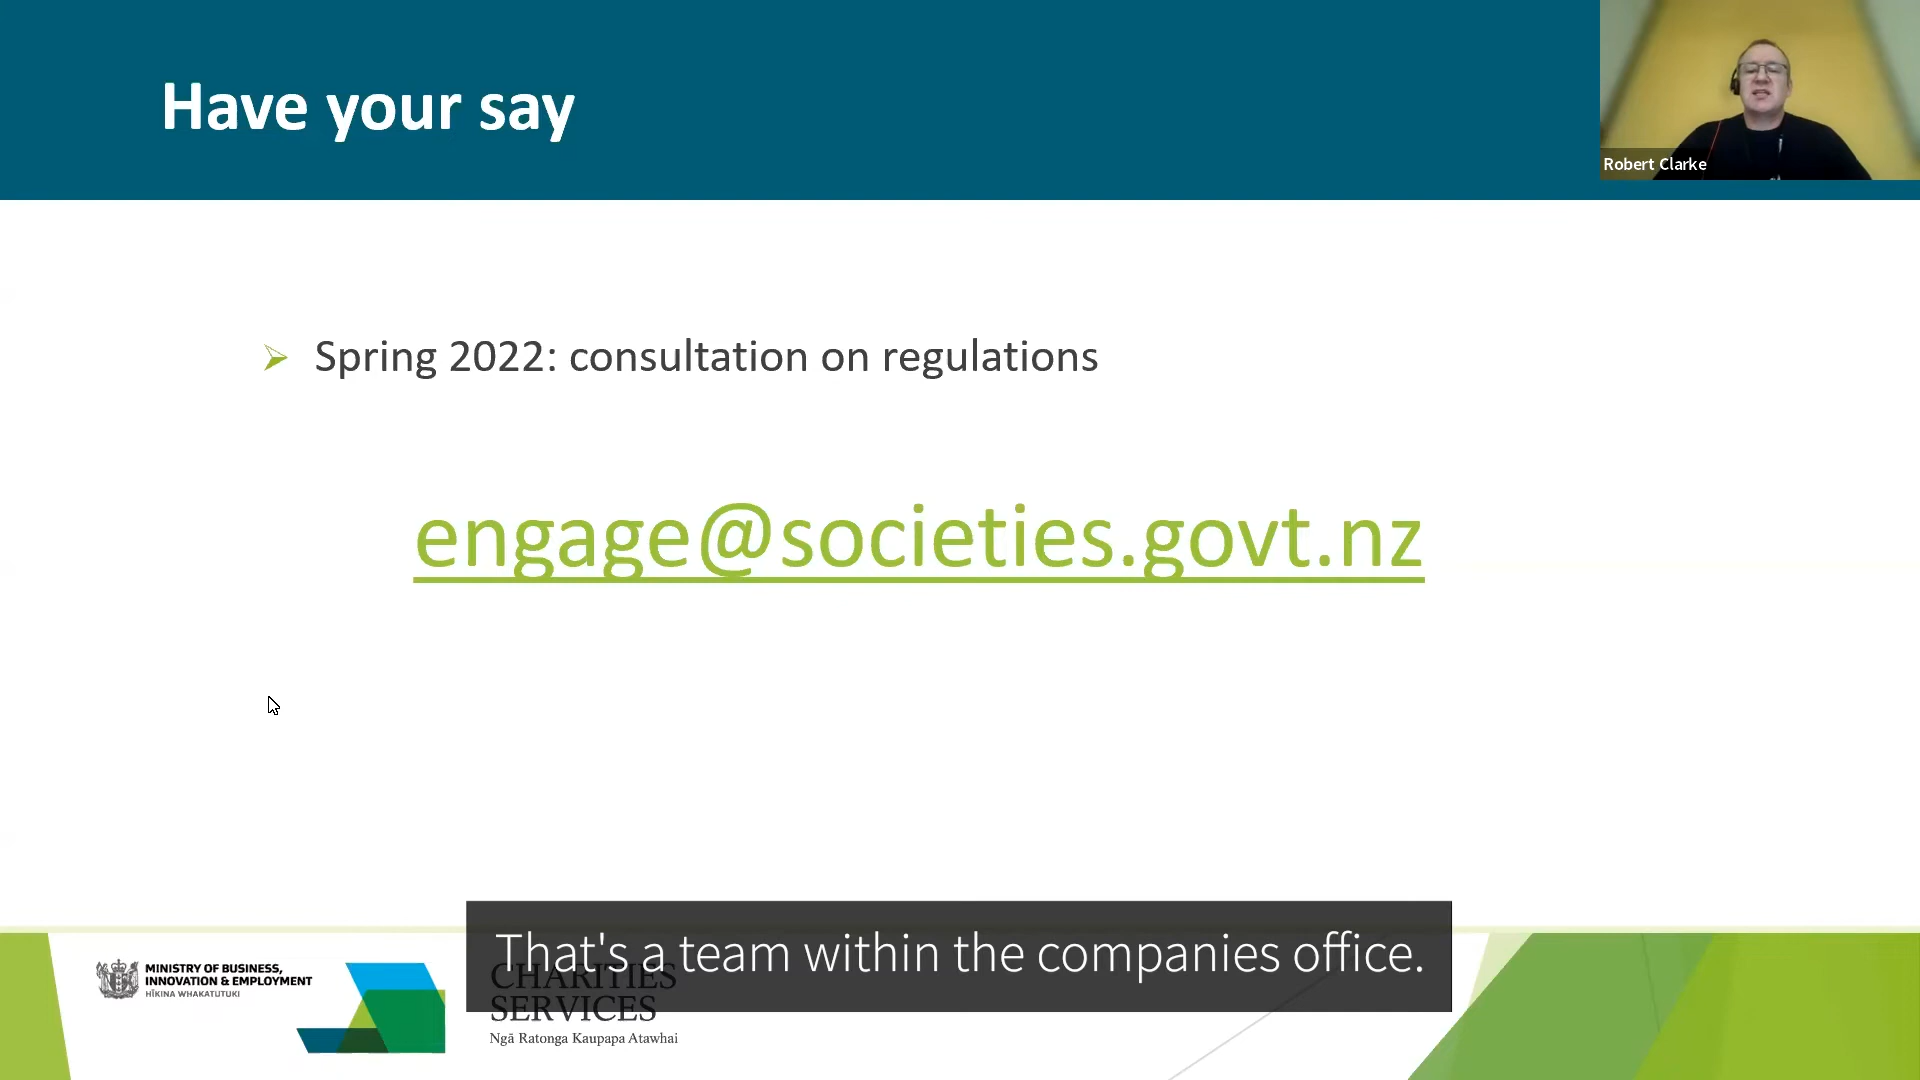 Have your say
Robert Clarke
Spring 2022: consultation on regulations
engage@societies.govt.nz
That's a team within the companies office.
MINISTRY OF BUSINESS,
INNOVATION & EMPLOYMENT
HĪKINA WHAKATUTUKI
CHARITIES
SERVICES
Ngā Ratonga Kaupapa Atawhai